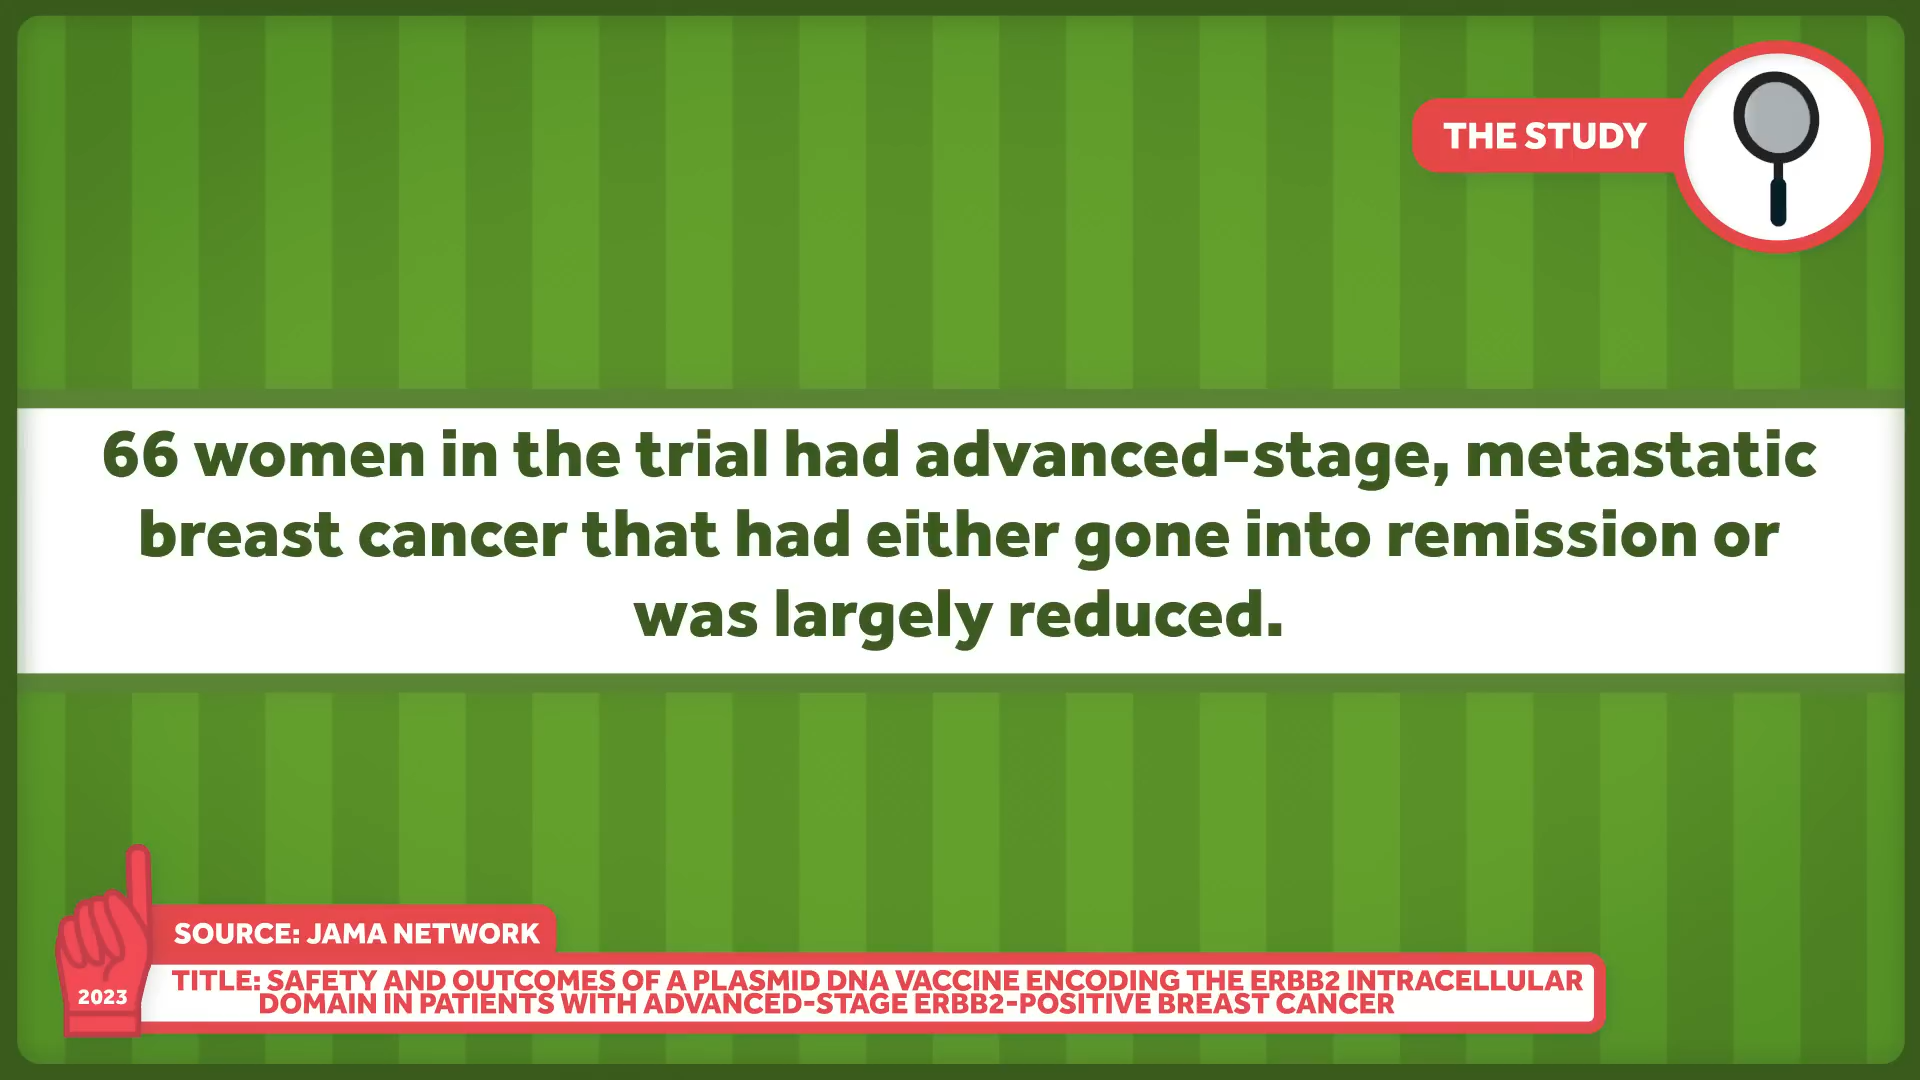 THE STUDY
66 women in the trial had advanced-stage, metastatic
breast cancer that had either gone into remission or
was largely reduced.
SOURCE: JAMA NETWORK
TITLE: SAFETY AND OUTCOMES OF A PLASMID DNA VACCINE ENCODING THE ERBB2 INTRACELLULAR
DOMAIN IN PATIENTS WITH ADVANCED-STAGE ERBB2-POSITIVE BREAST CANCER
2023